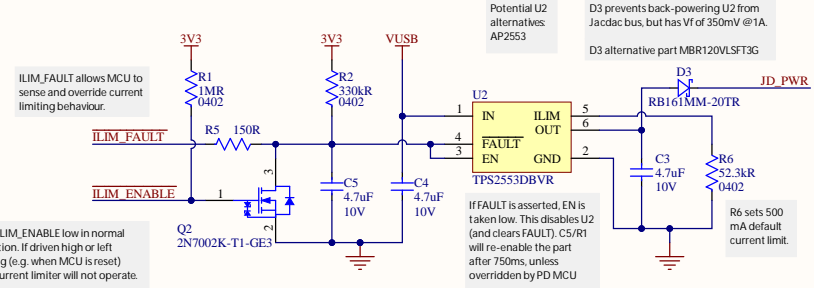 Potential U2
alternatives:
AP2553
D3 prevents back-powering U2 from
Jacdac bus, but has Vf of 350mV @1A.
D3 alternative part MBR120VLSFT3G
3V3
3V3
VUSB
ILIM_FAULT allows MCU to
sense and override current
limiting behaviour.
R1
1MR
0402
R2
330kR
0402
U2
D3
JD_PWR
RB161MM-20TR
1
IN
ILIM
5
OUT
6
4
FAULT
3
EN
GND
2
TPS2553DBVR
ILIM_FAULT
R5
150R
ILIM_ENABLE
1
3
2
Q2
2N7002K-T1-GE3
C5
4.7uF
10V
C4
4.7uF
10V
C3
4.7uF
10V
R6
52.3kR
0402
LIM_ENABLE low in normal
tion. If driven high or left
g (e.g. when MCU is reset)
urrent limiter will not operate.
If FAULT is asserted, EN is
taken low. This disables U2
(and clears FAULT). C5/R1
will re-enable the part
after 750ms, unless
overridden by PD MCU
R6 sets 500
mA default
current limit.